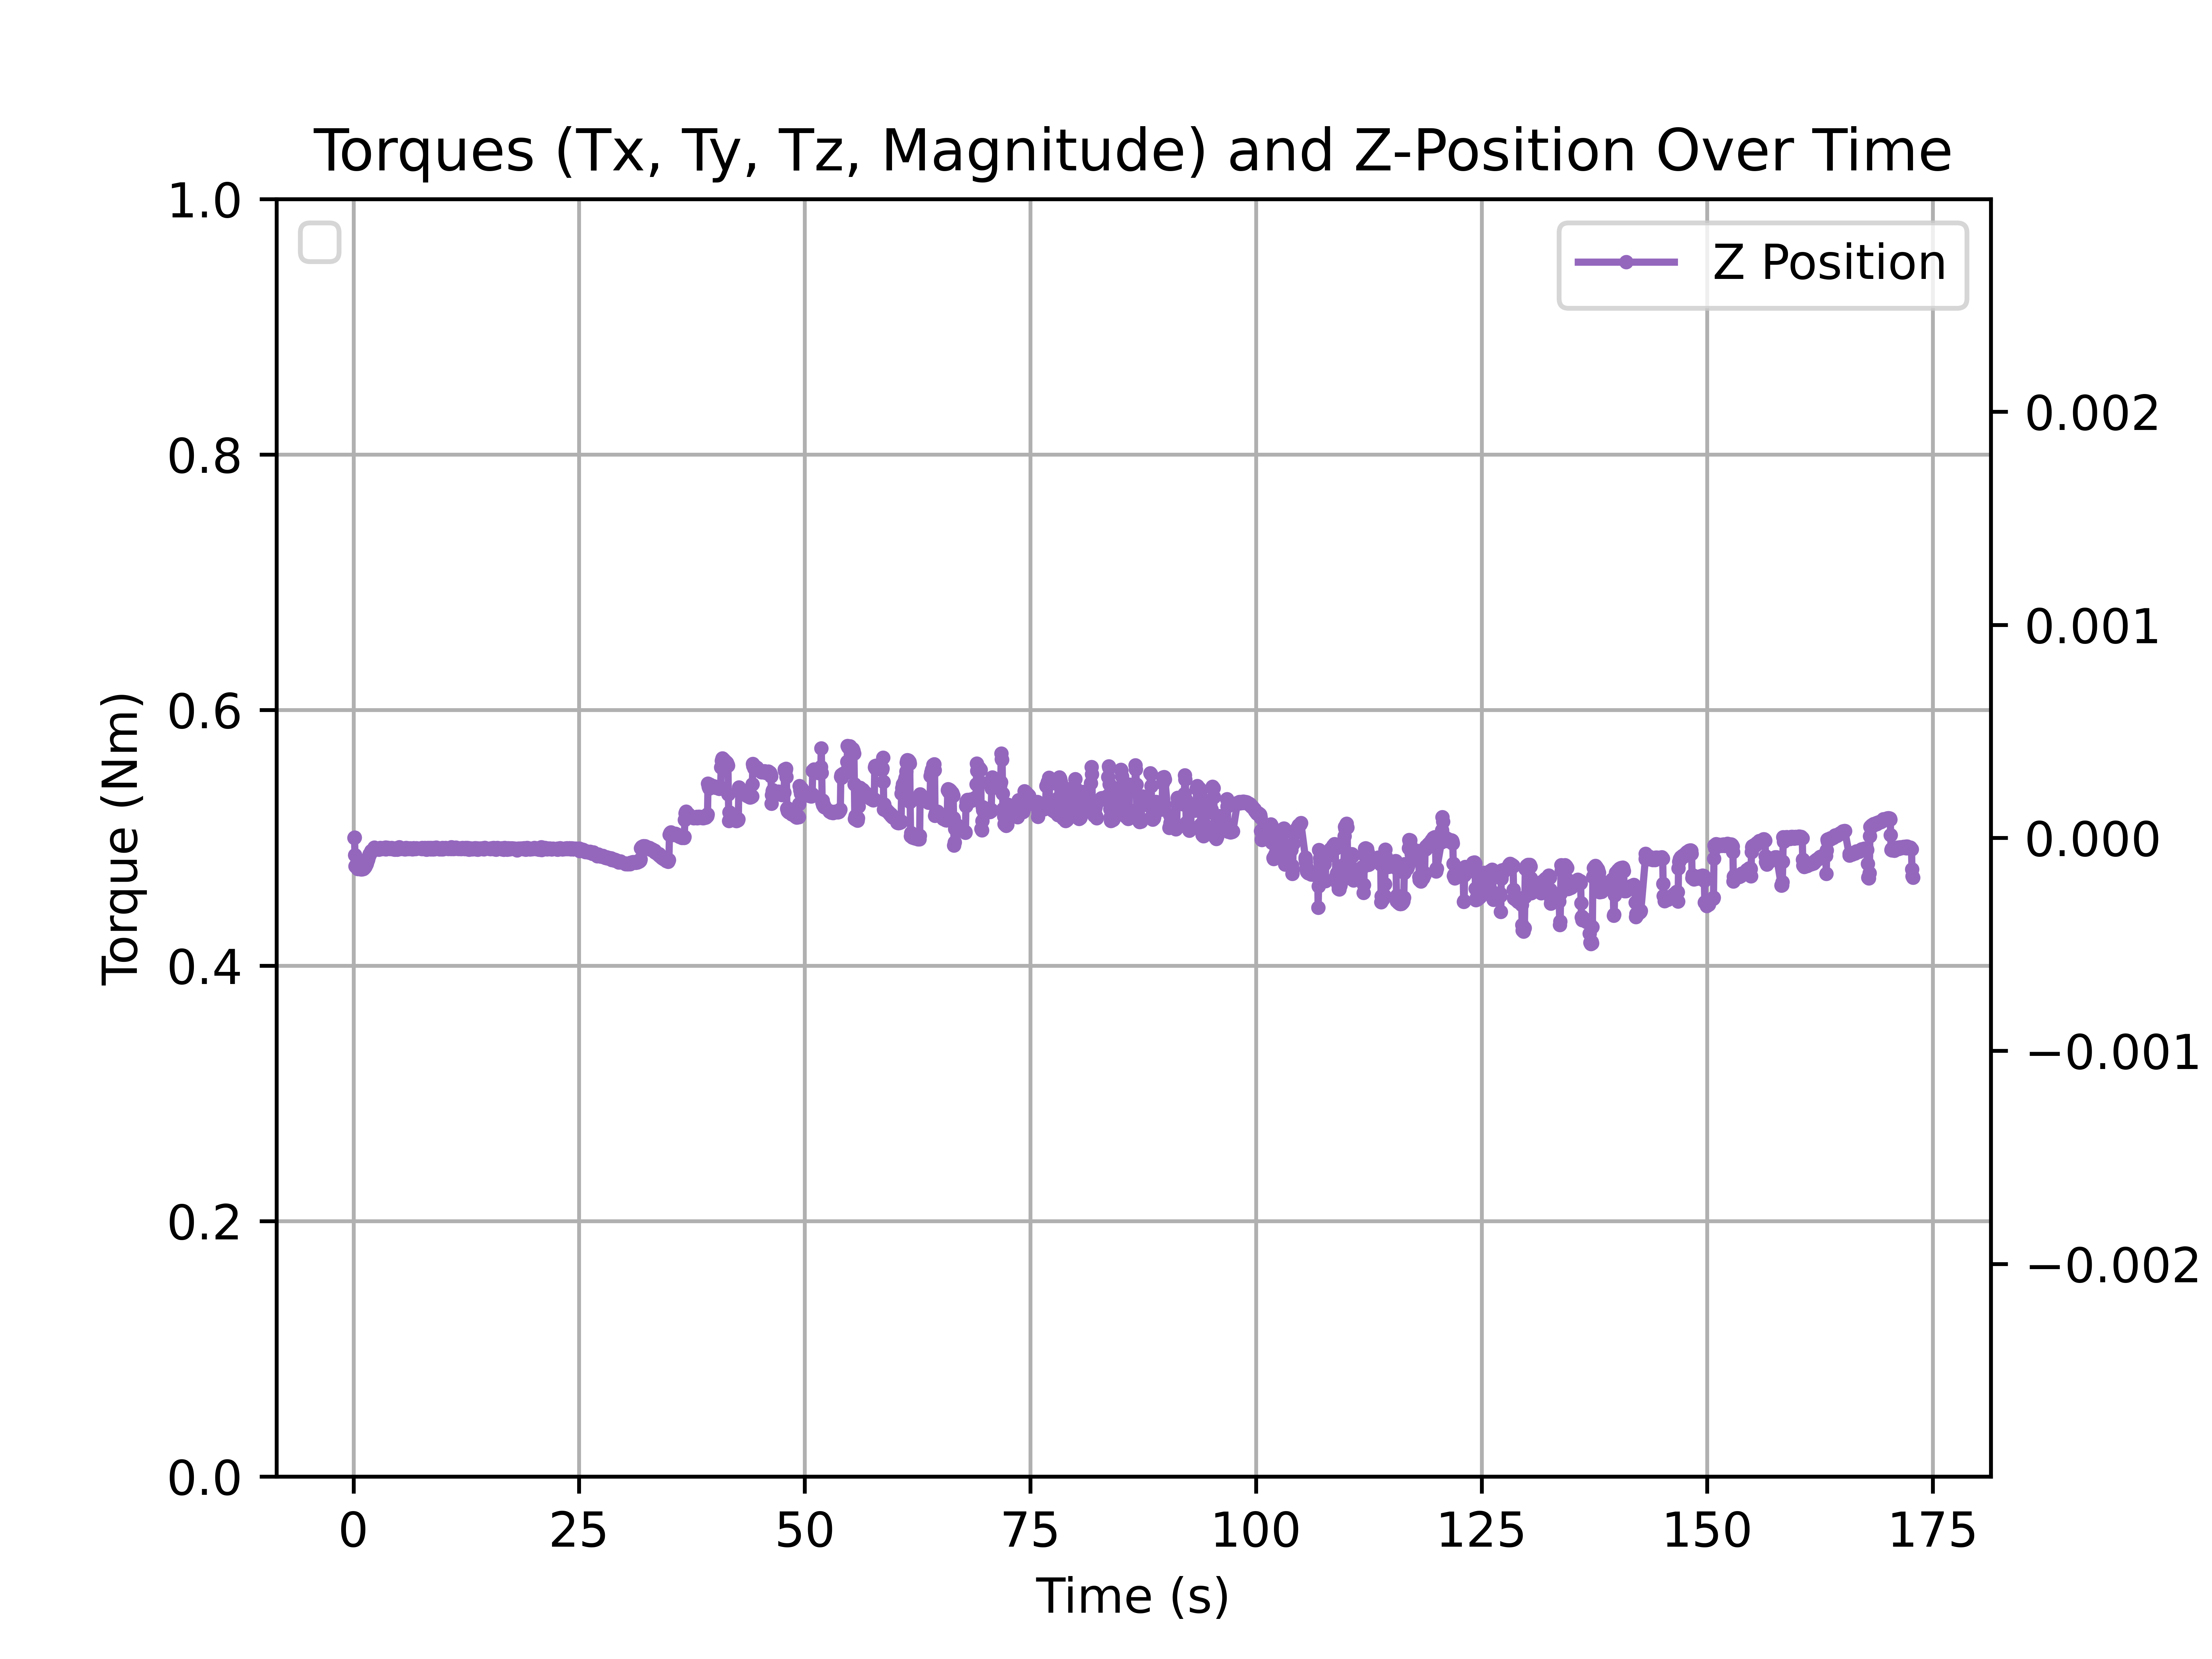 Torques (Tx, Ty, Tz, Magnitude) and Z-Position Over Time
Z Position
1.0
0.8
0.6
0.4
0.2
0.0
Torque (Nm)
0.002
0.001
0.000
−0.001
−0.002
0 25 50 75 100 125 150 175
Time (s)